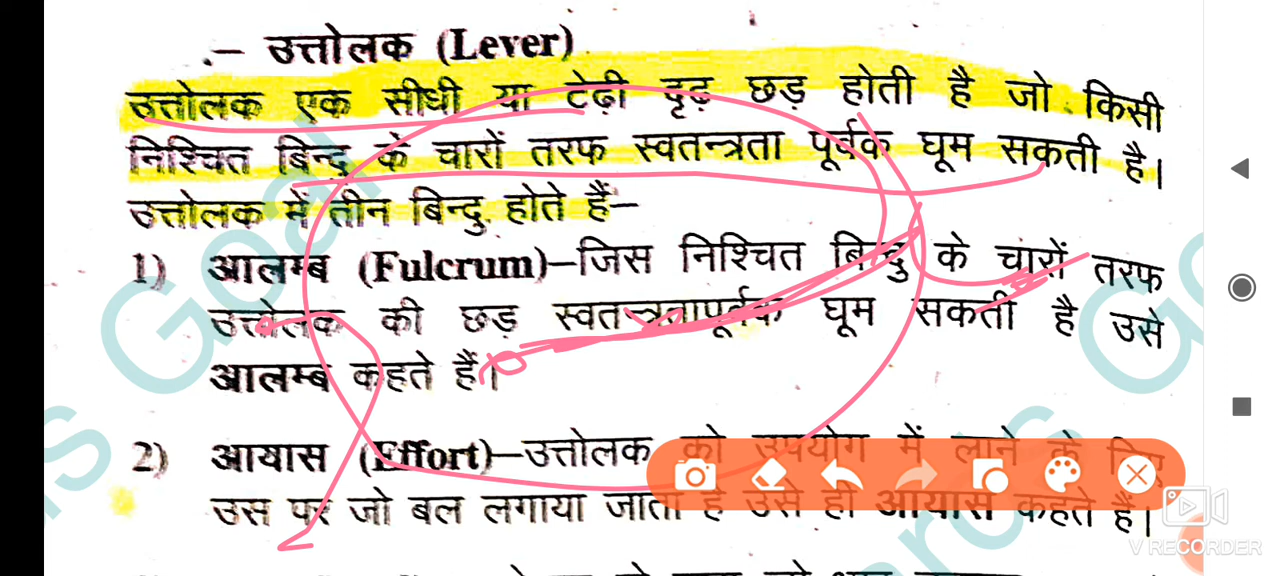 .– उत्तोलक (Lever)
उत्तोलक एक सीधी या टेढ़ी दृढ़ छड़ होती है जो किसी
निश्चित बिन्दु के चारों तरफ स्वतन्त्रता पूर्वक घूम सकती है।
उत्तोलक में तीन बिन्दु होते हैं–
1) आलम्ब (Fulcrum)–जिस निश्चित बिन्दु के चारों तरफ
उत्तोलक की छड़ स्वतन्त्रतापूर्वक घूम सकती है उसे
आलम्ब कहते हैं।
2) आयास (Effort)–उत्तोलक को उपयोग में लाने के लिए
उस पर जो बल लगाया जाता है उसे ही आयास कहते हैं।
V RECORDER